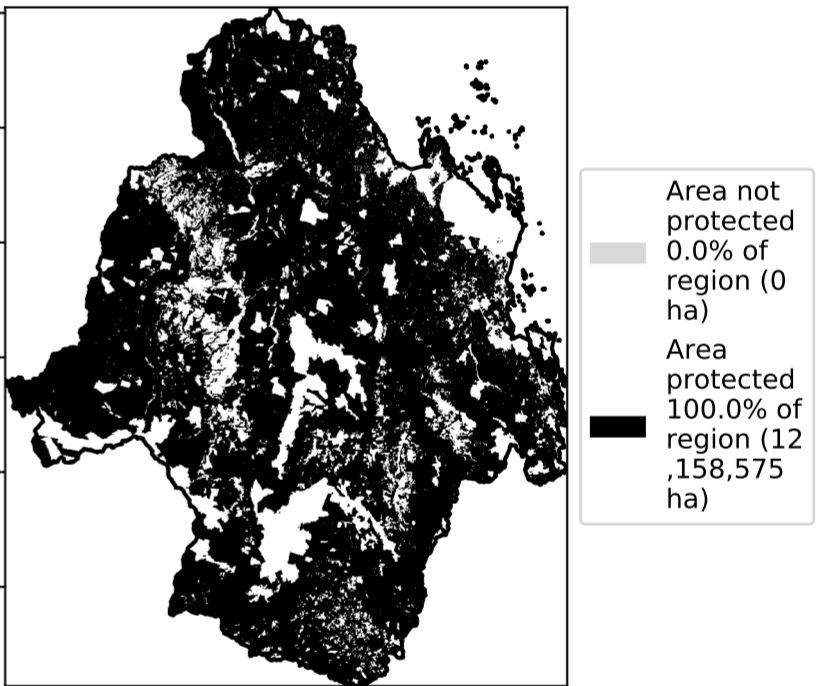 Area not
protected
0.0% of
region (0
ha)
Area
protected
100.0% of
region (12
,158,575
ha)